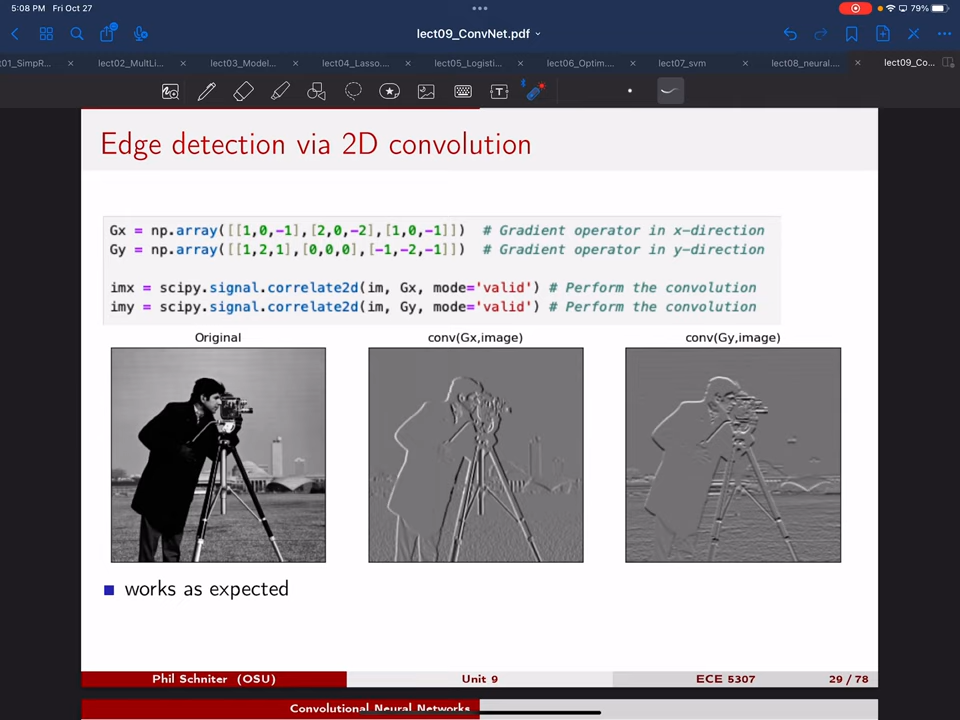 5:08 PM Fri Oct 27
79%
lect09_ConvNet.pdf
01_SimpR...
lect02_MultLi...
lect03_Model...
lect04_Lasso...
lect05_Logisti...
lect06_Optim...
lect07_svm
lect08_neural...
lect09_Co...
Edge detection via 2D convolution
Gx = np.array([[1,0,-1],[2,0,-2],[1,0,-1]]) # Gradient operator in x-direction
Gy = np.array([[1,2,1],[0,0,0],[-1,-2,-1]]) # Gradient operator in y-direction
imx = scipy.signal.correlate2d(im, Gx, mode='valid') # Perform the convolution
imy = scipy.signal.correlate2d(im, Gy, mode='valid') # Perform the convolution
Original
conv(Gx,image)
conv(Gy,image)
works as expected
Phil Schniter (OSU)
Unit 9
ECE 5307
29 / 78
Convolutional Neural Networks